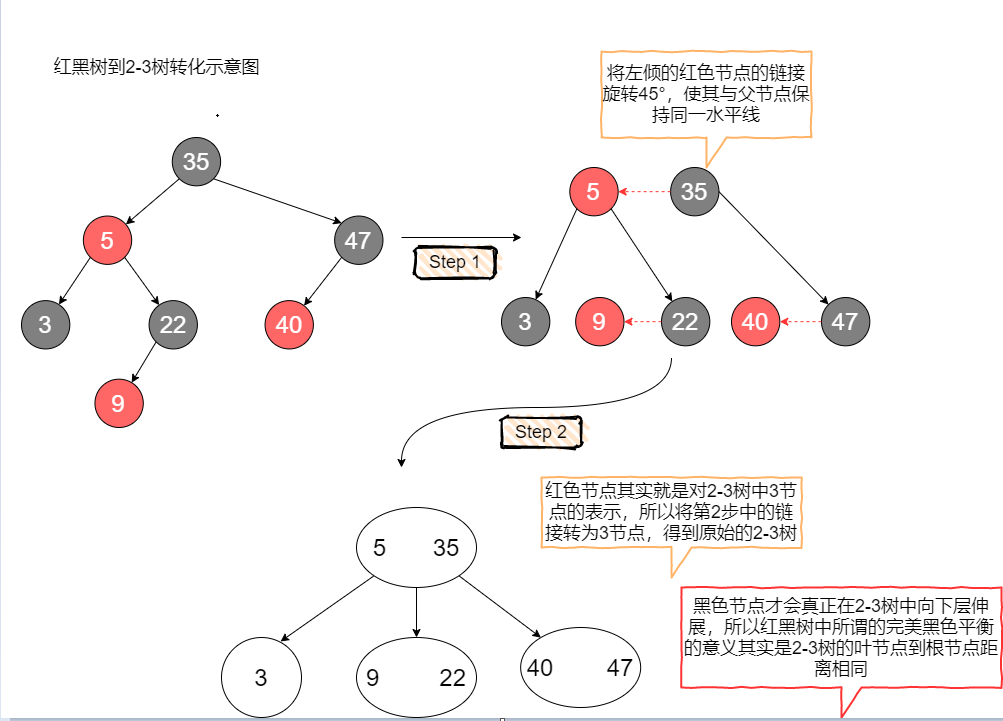 红黑树到2-3树转化示意图
将左倾的红色节点的链接
旋转45°，使其与父节点保
持同一水平线
35
5
47
3
22
40
9
Step 1
5
35
3
9
22
40
47
Step 2
红色节点其实就是对2-3树中3节
点的表示，所以将第2步中的链
接转为3节点，得到原始的2-3树
5 35
3
9 22
40 47
黑色节点才会真正在2-3树中向下层伸
展，所以红黑树中所谓的完美黑色平衡
的意义其实是2-3树的叶节点到根节点距
离相同